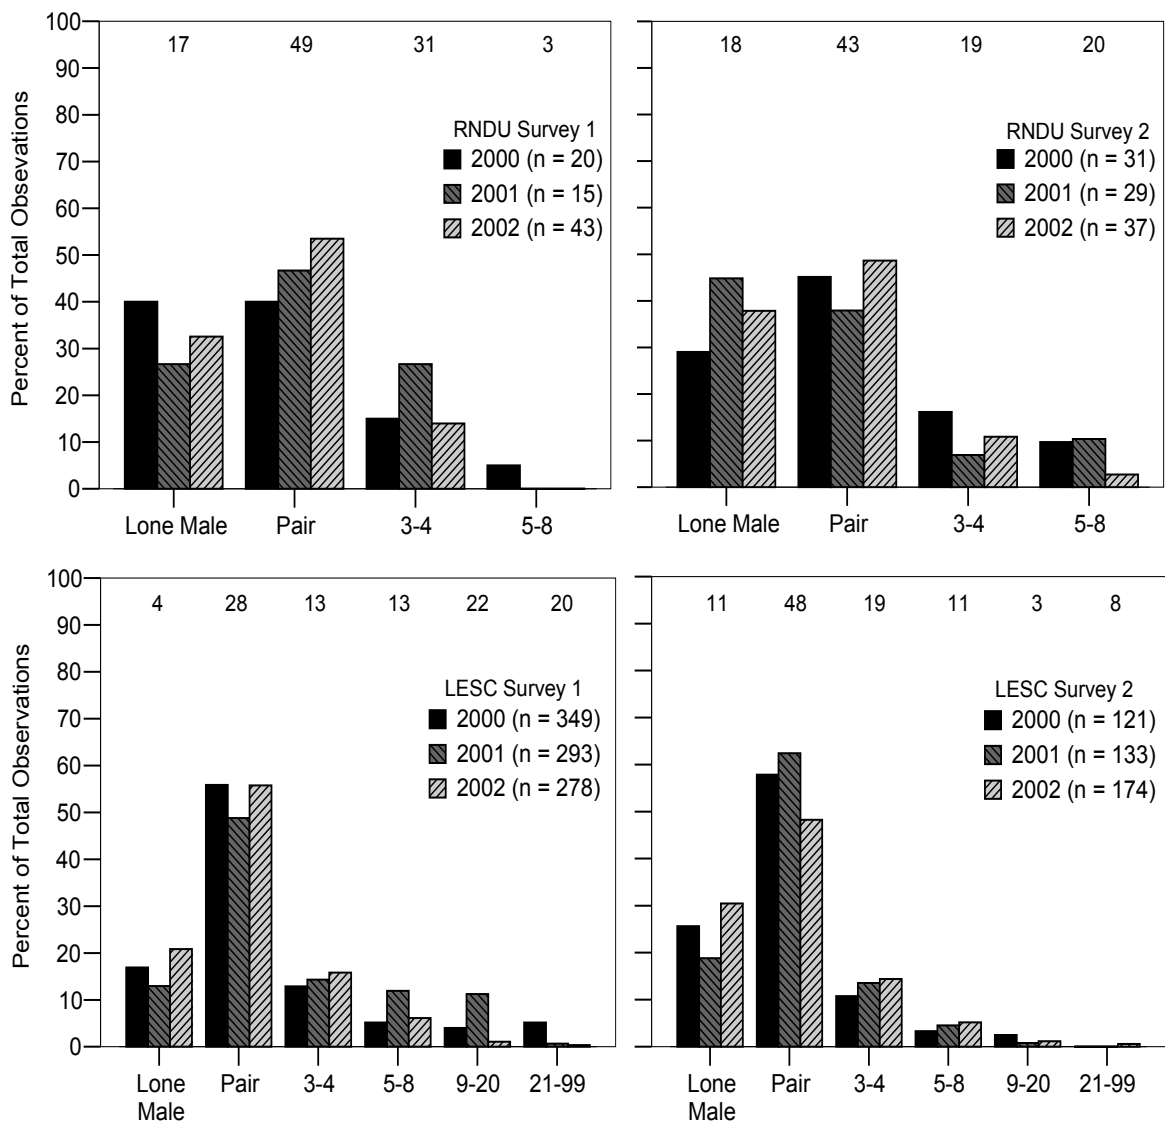 100
90
80
70
60
50
40
30
20
10
0
Percent of Total Obsevations
17 49 31 3
RNDU Survey 1
2000 (n = 20)
2001 (n = 15)
2002 (n = 43)
Lone Male Pair 3-4 5-8
18 43 19 20
RNDU Survey 2
2000 (n = 31)
2001 (n = 29)
2002 (n = 37)
Lone Male Pair 3-4 5-8
100
90
80
70
60
50
40
30
20
10
0
Percent of Total Observations
4 28 13 13 22 20
LESC Survey 1
2000 (n = 349)
2001 (n = 293)
2002 (n = 278)
Lone Pair 3-4 5-8 9-20 21-99
Male
11 48 19 11 3 8
LESC Survey 2
2000 (n = 121)
2001 (n = 133)
2002 (n = 174)
Lone Pair 3-4 5-8 9-20 21-99
Male